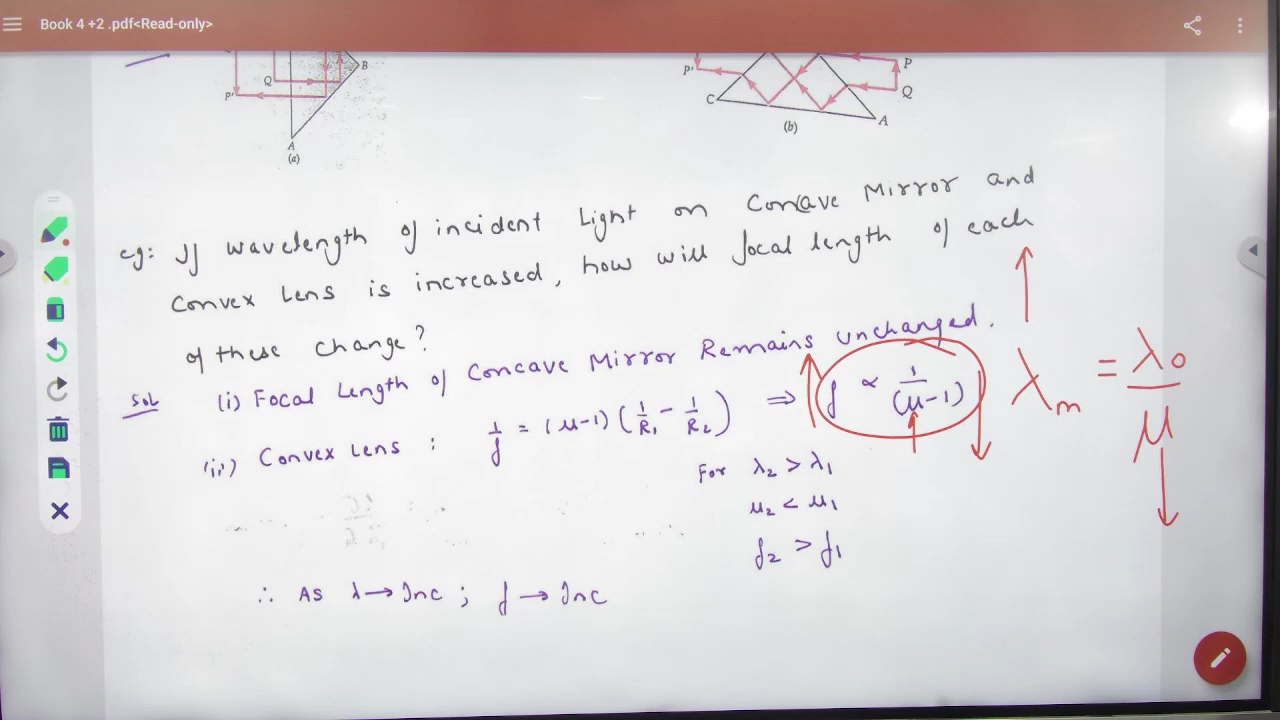 Book 4 +2 .pdf<Read-only>
B
Q
P'
A
(a)
P'
P
Q
C
A
(b)
eg: If wavelength of incident Light on Concave Mirror and
Convex Lens is increased, how will focal length of each
of these change?
Sol (i) Focal Length of Concave Mirror Remains unchanged.
(ii) Convex Lens : 1/f = (μ-1) (1/R₁ - 1/R₂) ⇒ f ∝ 1/(μ-1)
λm = λ₀/μ
For λ₂ > λ₁
μ₂ < μ₁
f₂ > f₁
∴ As λ → Inc ; f → Inc